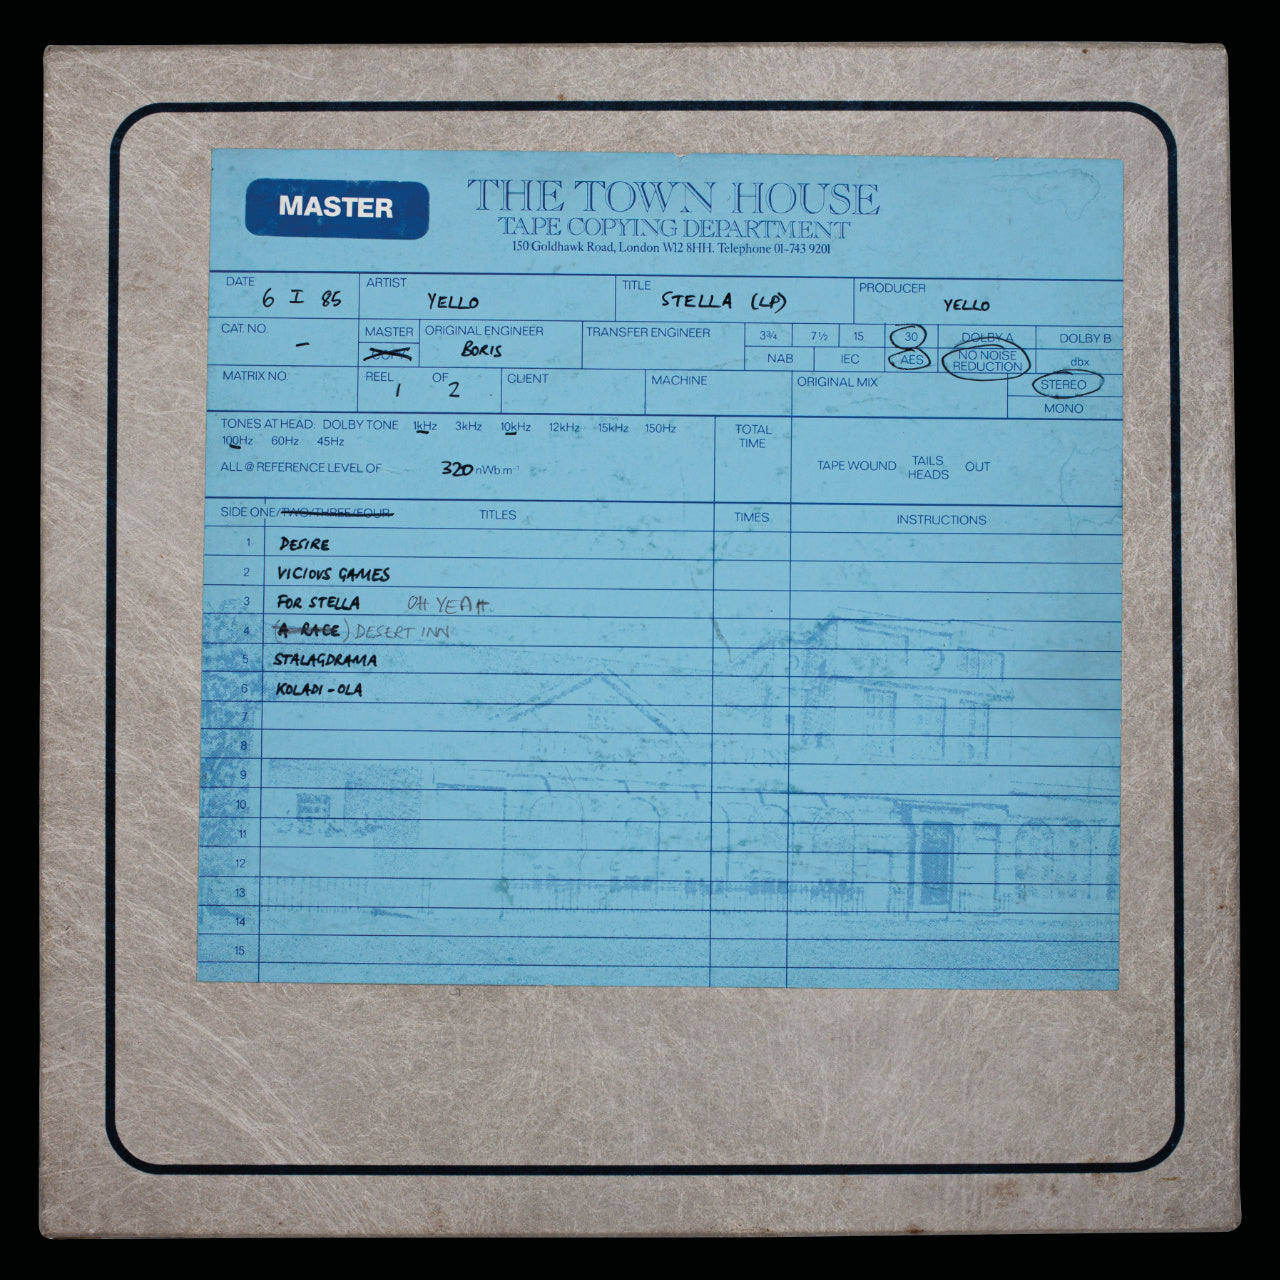 MASTER
THE TOWN HOUSE
TAPE COPYING DEPARTMENT
150 Goldhawk Road, London W12 8HH. Telephone 01-743 9201
DATE 6 I 85 ARTIST YELLO TITLE STELLA (LP) PRODUCER YELLO
CAT. NO. – MASTER COPY ORIGINAL ENGINEER BORIS TRANSFER ENGINEER 3¾ 7½ 15 30 DOLBY A DOLBY B
NAB IEC AES NO NOISE REDUCTION dbx
MATRIX NO. REEL 1 OF 2 CLIENT MACHINE ORIGINAL MIX STEREO
MONO
TONES AT HEAD: DOLBY TONE 1kHz 3kHz 10kHz 12kHz 15kHz 150Hz TOTAL TIME
100Hz 60Hz 45Hz
ALL @ REFERENCE LEVEL OF 320 nWb.m⁻¹ TAPE WOUND TAILS HEADS OUT
SIDE ONE/TWO/THREE/FOUR TITLES TIMES INSTRUCTIONS
1 DESIRE
2 VICIOUS GAMES
3 FOR STELLA OH YEAH
4 (A RACE) DESERT INN
5 STALAGDRAMA
6 KOLADI-OLA
7
8
9
10
11
12
13
14
15